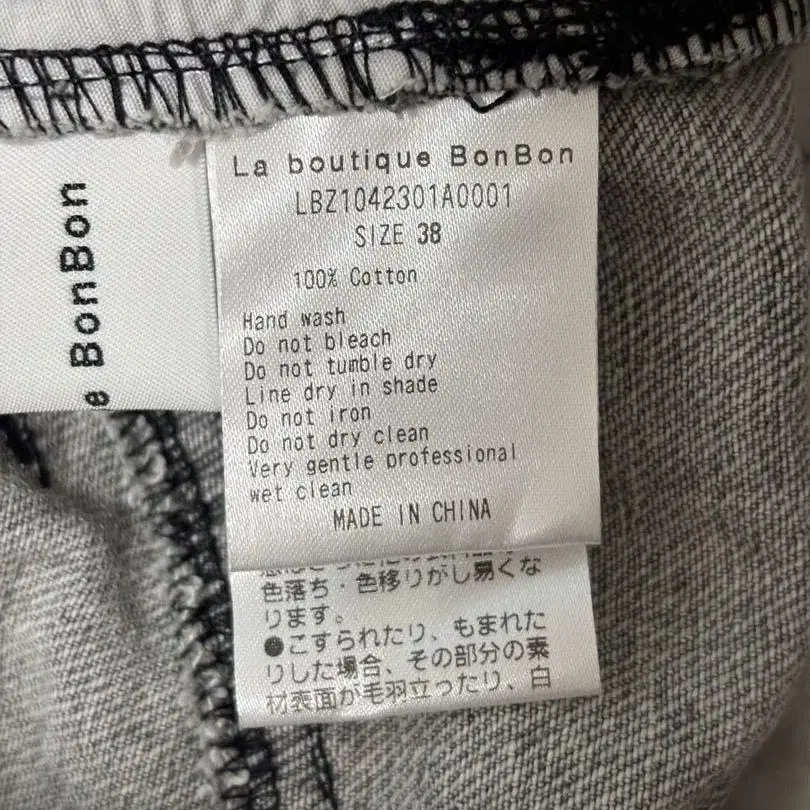 La boutique BonBon
LBZ1042301A0001
SIZE 38
100% Cotton
Hand wash
Do not bleach
Do not tumble dry
Line dry in shade
Do not iron
Do not dry clean
Very gentle professional
wet clean
MADE IN CHINA
色落ち・色移りがし易くな
ります。
●こすられたり、もまれた
りした場合、その部分の素
材表面が毛羽立ったり、白
e BonBon